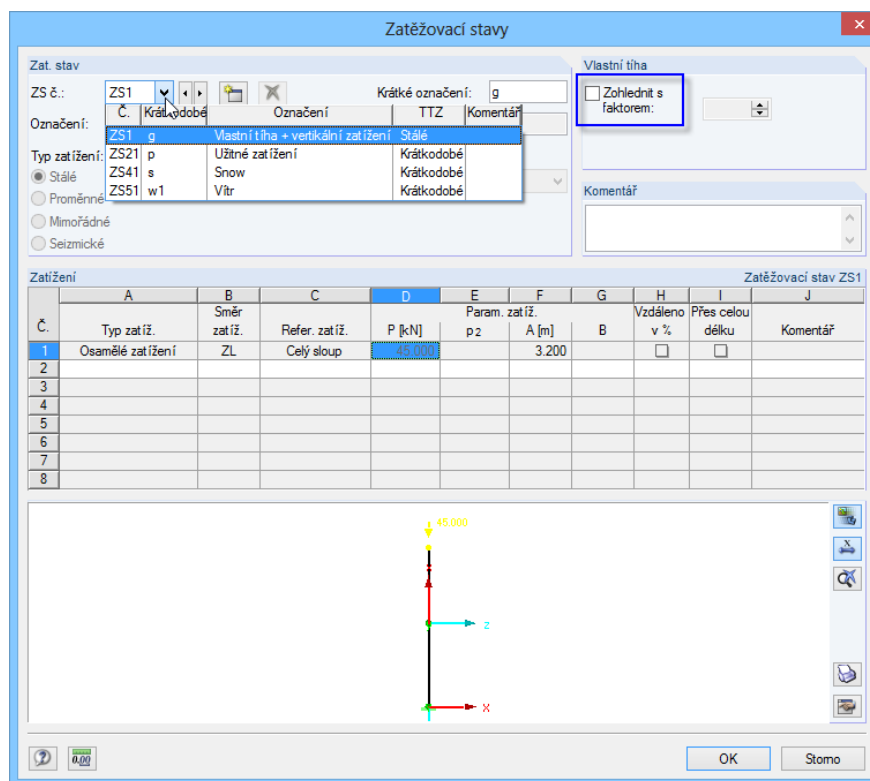 Zatěžovací stavy
Zat. stav
Vlastní tíha
ZS č.: ZS1 Krátké označení: g
Zohlednit s
faktorem:
Č. Označení TTZ Komentář
Označení:
ZS1 g Vlastní tíha + vertikální zatížení Stálé
Typ zatížení: ZS21 p Užitné zatížení Krátkodobé
Stálé ZS41 s Snow Krátkodobé
Proměnné ZS51 w1 Vítr Krátkodobé
Komentář
Mimořádné
Seizmické
Zatížení Zatěžovací stav ZS1
A B C D E F G H I J
Směr Param. zatíž. Vzdáleno Přes celou
Č. Typ zatíž. zatíž. Refer. zatíž. P [kN] p2 A [m] B v % délku Komentář
1 Osamělé zatížení ZL Celý sloup 45.000 3.200
2
3
4
5
6
7
8
45.000
z
x
x
0.00
OK Storno